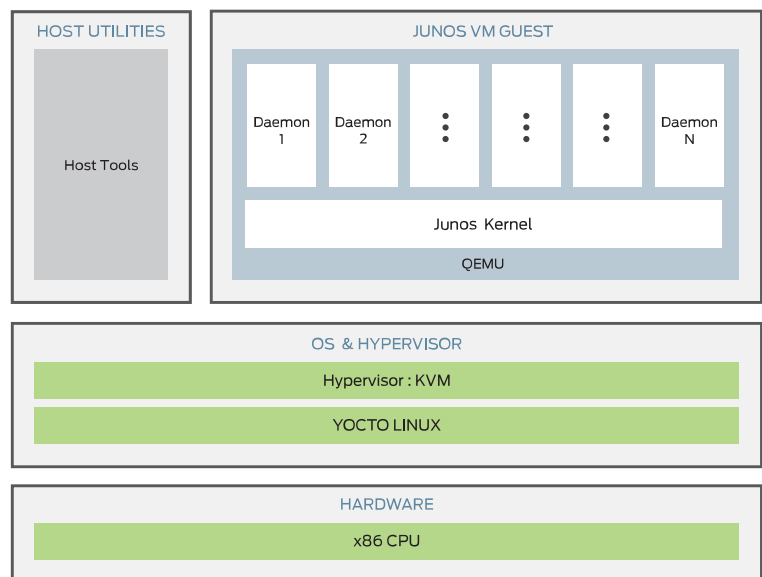 HOST UTILITIES
Host Tools
JUNOS VM GUEST
Daemon
1
Daemon
2
Daemon
N
Junos Kernel
QEMU
OS & HYPERVISOR
Hypervisor : KVM
YOCTO LINUX
HARDWARE
x86 CPU